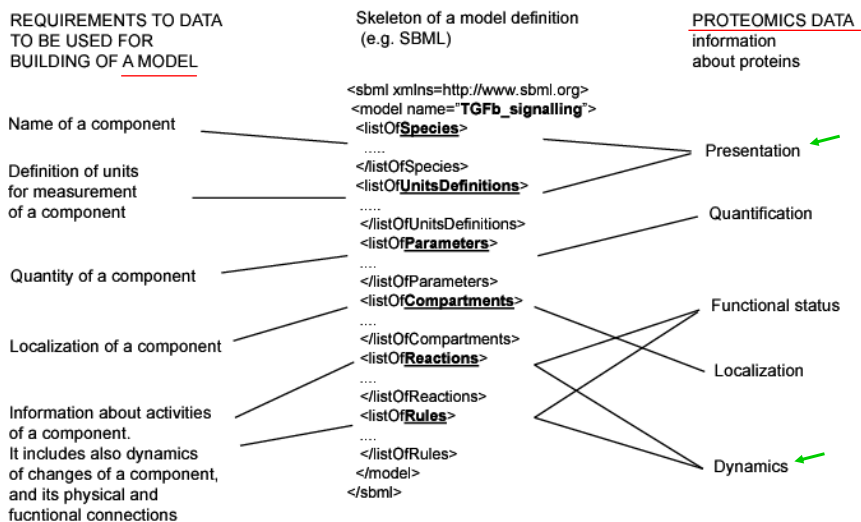 REQUIREMENTS TO DATA
TO BE USED FOR
BUILDING OF A MODEL
Name of a component
Definition of units
for measurement
of a component
Quantity of a component
Localization of a component
Information about activities
of a component.
It includes also dynamics
of changes of a component,
and its physical and
fucntional connections
Skeleton of a model definition
(e.g. SBML)
<sbml xmlns=http://www.sbml.org>
<model name="TGFb_signalling">
<listOfSpecies>
.....
</listOfSpecies>
<listOfUnitsDefinitions>
.....
</listOfUnitsDefinitions>
<listOfParameters>
....
</listOfParameters>
<listOfCompartments>
....
</listOfCompartments>
<listOfReactions>
....
</listOfReactions>
<listOfRules>
....
</listOfRules>
</model>
</sbml>
PROTEOMICS DATA
information
about proteins
Presentation
Quantification
Functional status
Localization
Dynamics